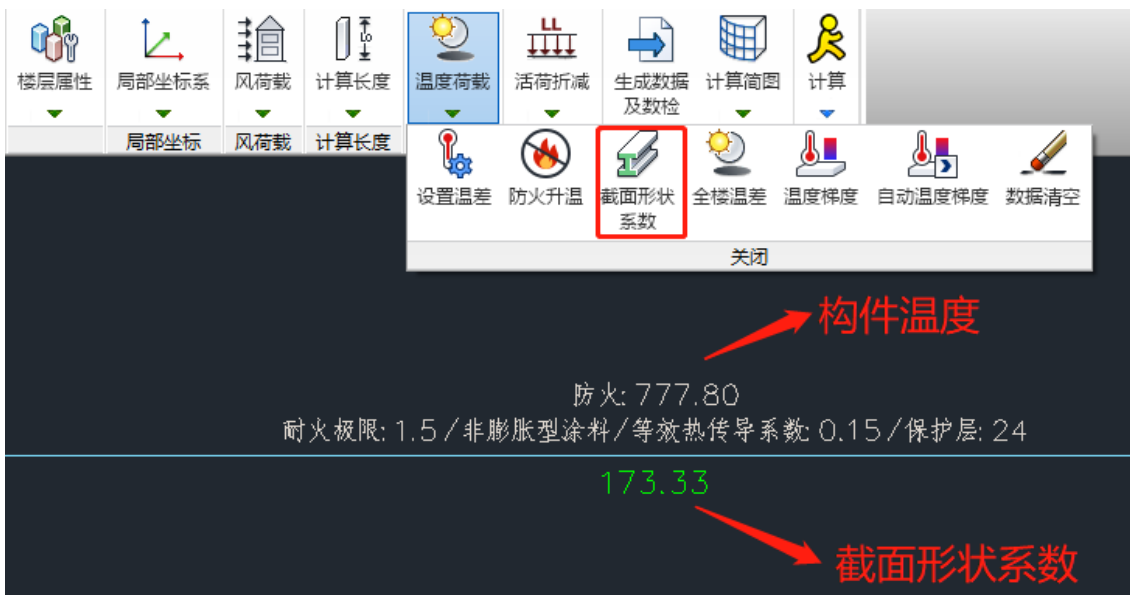 LL
楼层属性 局部坐标系 风荷载 计算长度 温度荷载 活荷折减 生成数据及数检 计算简图 计算
局部坐标 风荷载 计算长度
设置温差 防火升温 截面形状系数 全楼温差 温度梯度 自动温度梯度 数据清空
关闭
构件温度
防火: 777.80
耐火极限: 1.5/非膨胀型涂料/等效热传导系数: 0.15/保护层: 24
173.33
截面形状系数